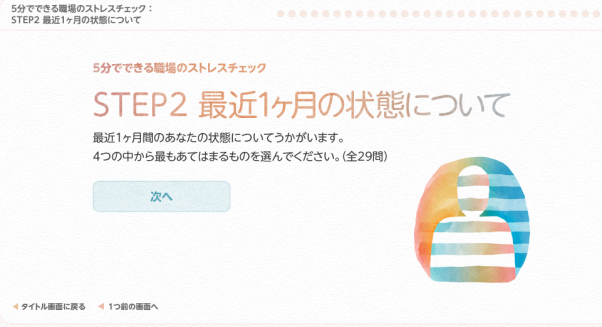 5分でできる職場のストレスチェック：
STEP2 最近1ヶ月の状態について
5分でできる職場のストレスチェック
STEP2 最近1ヶ月の状態について
最近1ヶ月間のあなたの状態についてうかがいます。
4つの中から最もあてはまるものを選んでください。(全29問)
次へ
タイトル画面に戻る
1つ前の画面へ